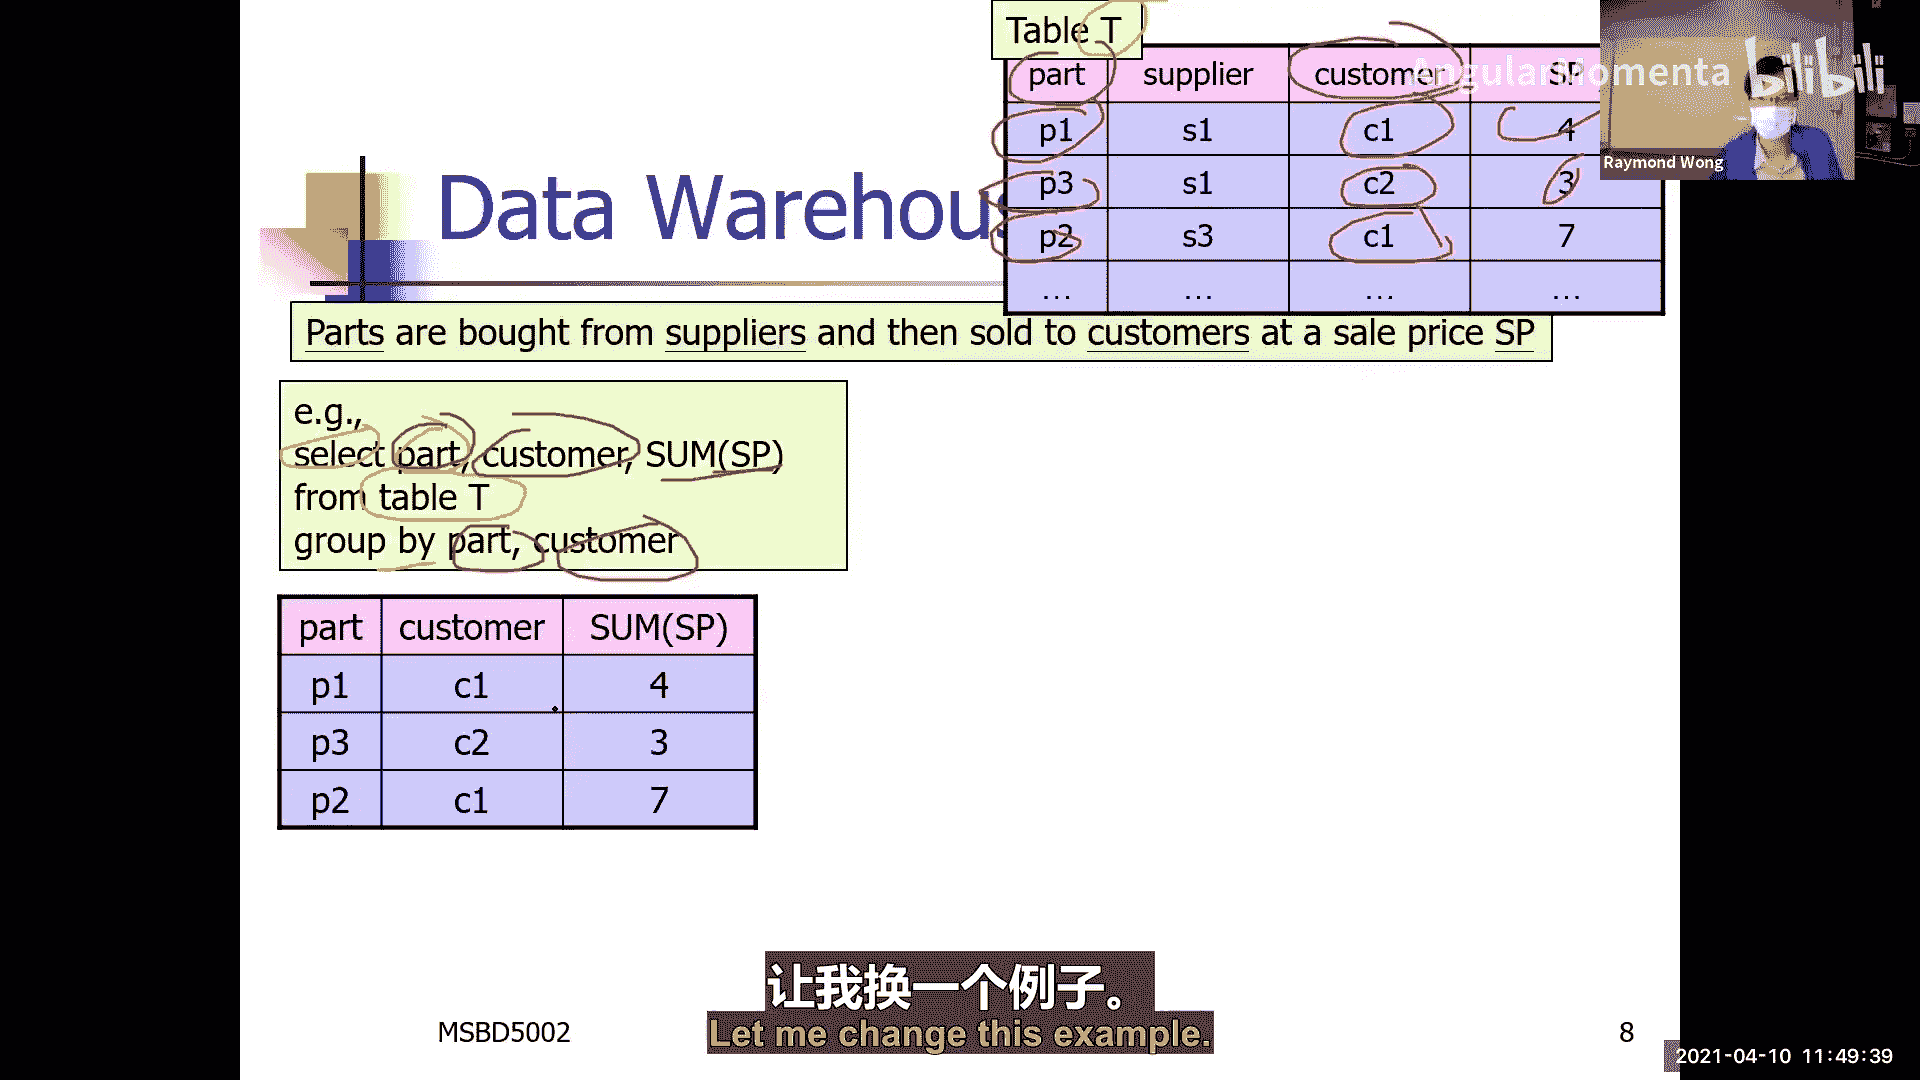 Table T
part supplier customer SP
p1 s1 c1 4
p3 s1 c2 3
p2 s3 c1 7
... ... ... ...
AngularMomenta bilibili
Raymond Wong
Data Warehous
Parts are bought from suppliers and then sold to customers at a sale price SP
e.g.,
select part, customer, SUM(SP)
from table T
group by part, customer
part customer SUM(SP)
p1 c1 4
p3 c2 3
p2 c1 7
让我换一个例子。
Let me change this example.
MSBD5002
8
2021-04-10 11:49:39